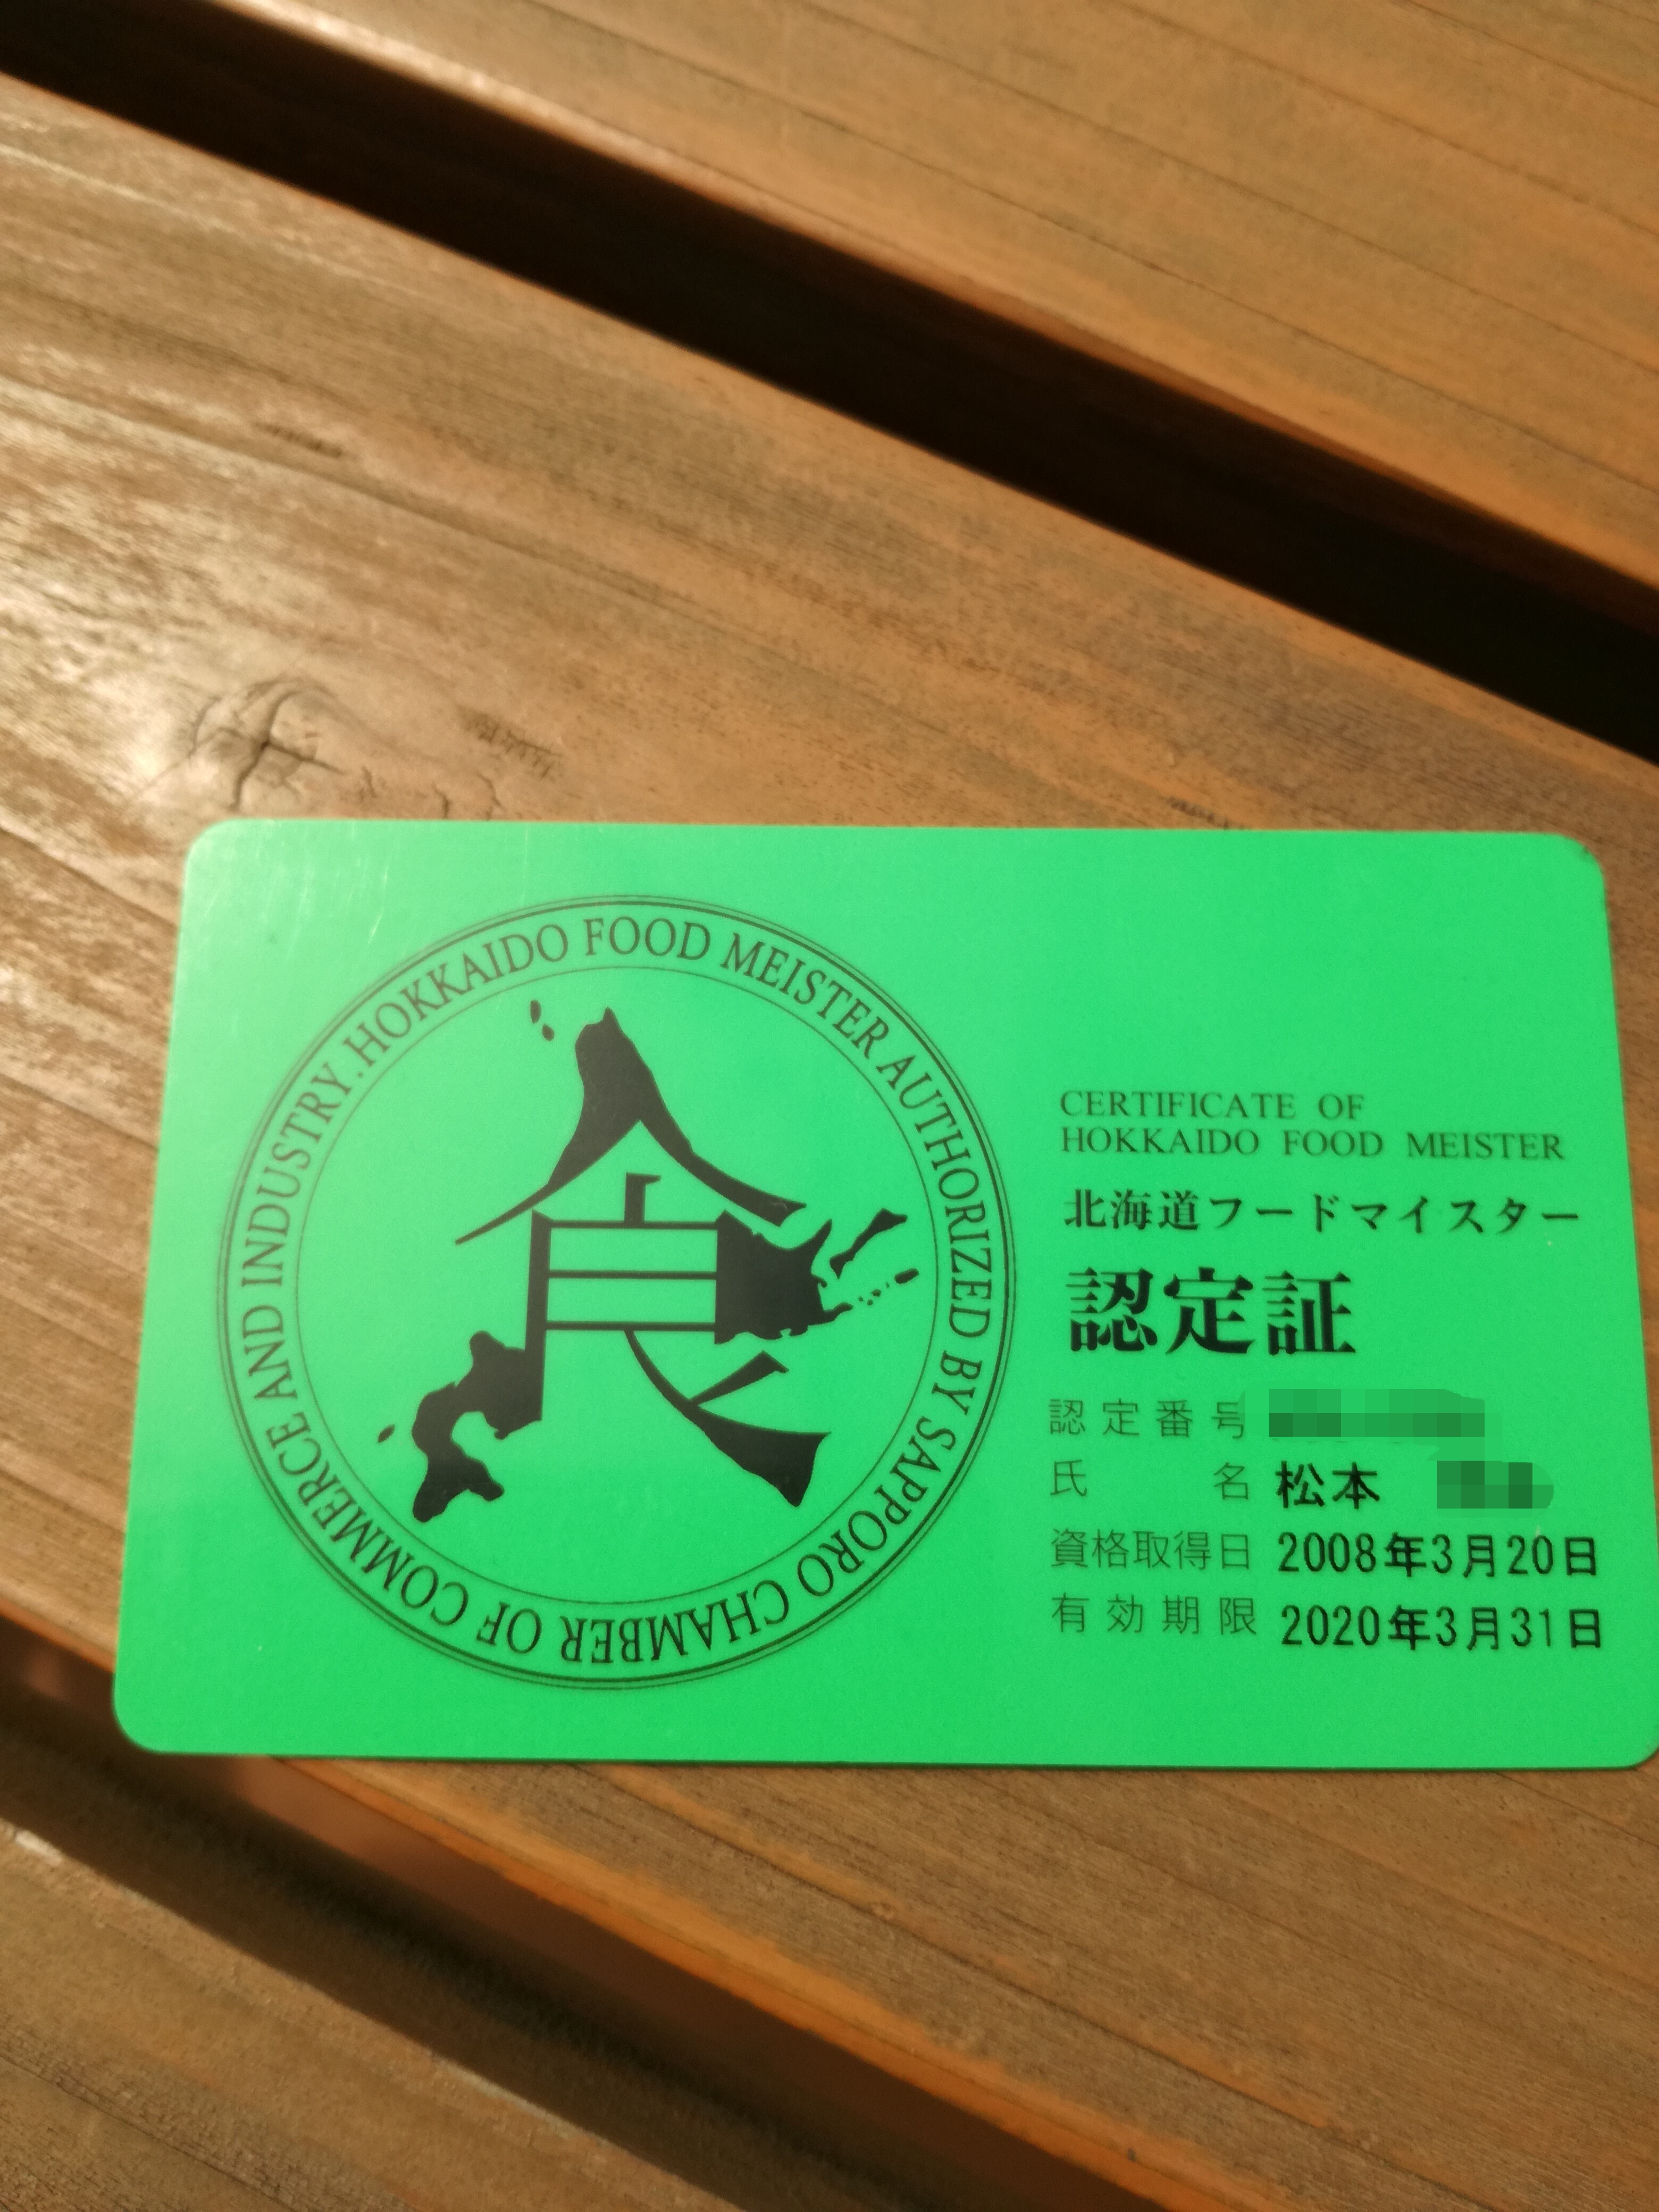 HOKKAIDO FOOD MEISTER AUTHORIZED BY SAPPORO CHAMBER OF COMMERCE AND INDUSTRY.
食
CERTIFICATE OF
HOKKAIDO FOOD MEISTER
北海道フードマイスター
認定証
認定番号
氏名 松本
資格取得日 2008年3月20日
有効期限 2020年3月31日